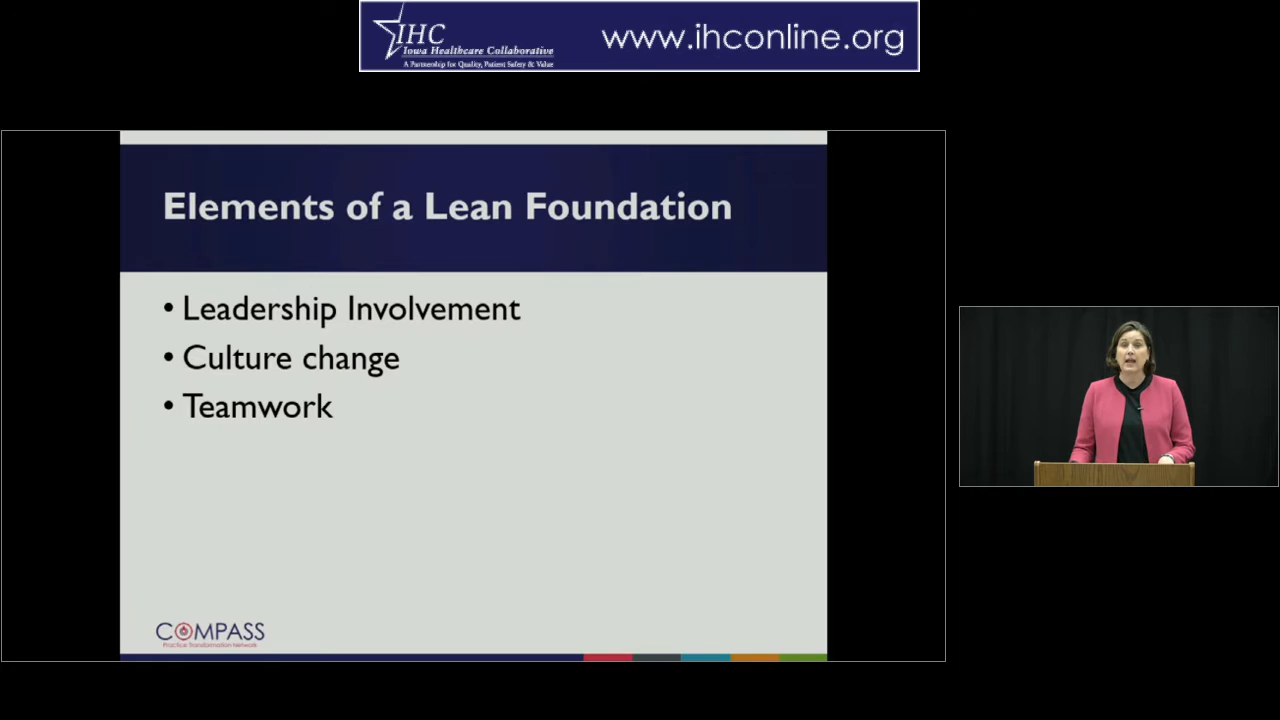 IHC
Iowa Healthcare Collaborative
A Partnership for Quality, Patient Safety & Value
www.ihconline.org
Elements of a Lean Foundation
• Leadership Involvement
• Culture change
• Teamwork
COMPASS
Practice Transformation Network